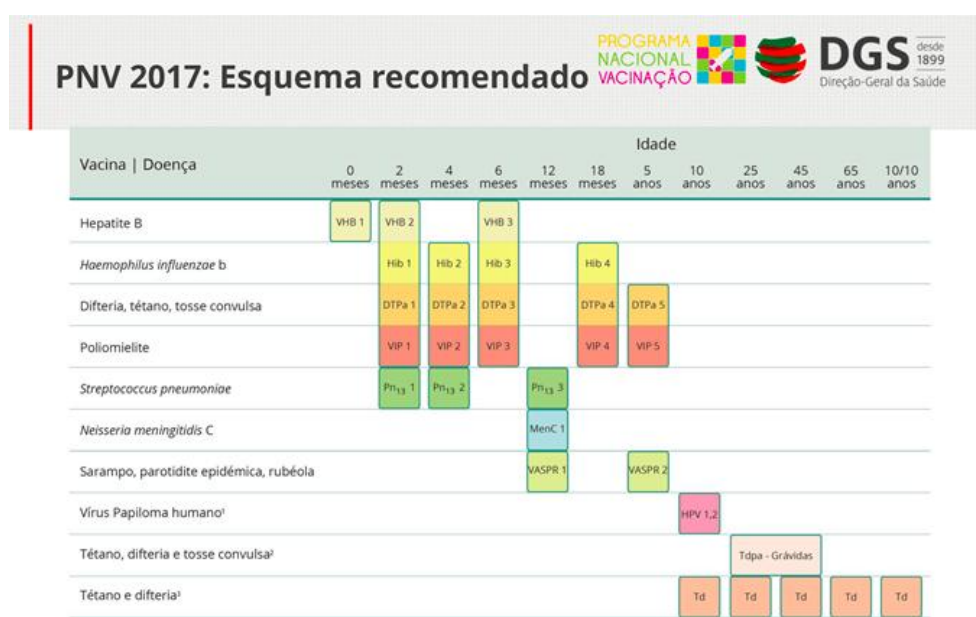 PNV 2017: Esquema recomendado
PROGRAMA
NACIONAL
VACINAÇÃO
DGS desde
1899
Direção-Geral da Saúde
Vacina | Doença
Idade
0 2 4 6 12 18 5 10 25 45 65 10/10
meses meses meses meses meses meses anos anos anos anos anos anos
Hepatite B VHB 1 VHB 2 VHB 3
Haemophilus influenzae b Hib 1 Hib 2 Hib 3 Hib 4
Difteria, tétano, tosse convulsa DTPa 1 DTPa 2 DTPa 3 DTPa 4 DTPa 5
Poliomielite VIP 1 VIP 2 VIP 3 VIP 4 VIP 5
Streptococcus pneumoniae Pn₁₃ 1 Pn₁₃ 2 Pn₁₃ 3
Neisseria meningitidis C MenC 1
Sarampo, parotidite epidémica, rubéola VASPR 1 VASPR 2
Vírus Papiloma humano¹ HPV 1,2
Tétano, difteria e tosse convulsa² Tdpa - Grávidas
Tétano e difteria³ Td Td Td Td Td